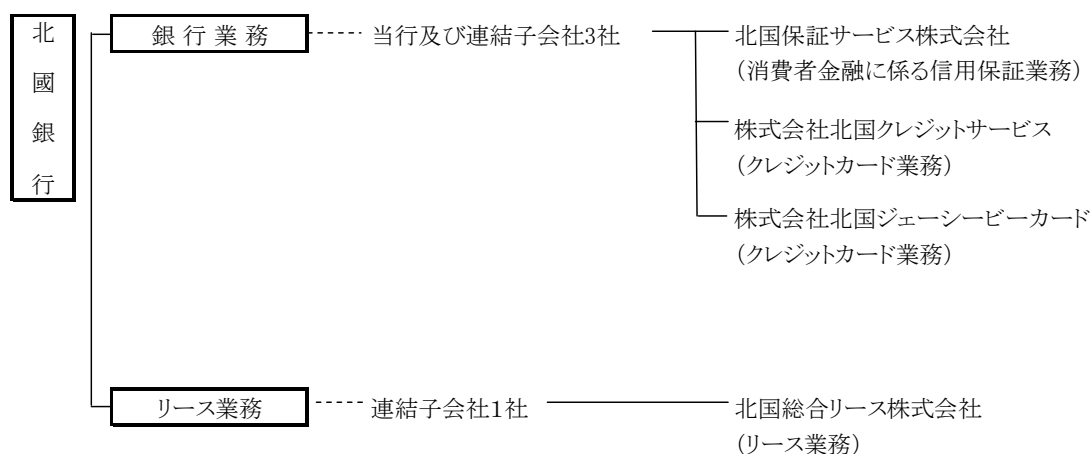 北國銀行
銀行業務
当行及び連結子会社3社
北国保証サービス株式会社
（消費者金融に係る信用保証業務）
株式会社北国クレジットサービス
（クレジットカード業務）
株式会社北国ジェーシービーカード
（クレジットカード業務）
リース業務
連結子会社1社
北国総合リース株式会社
（リース業務）